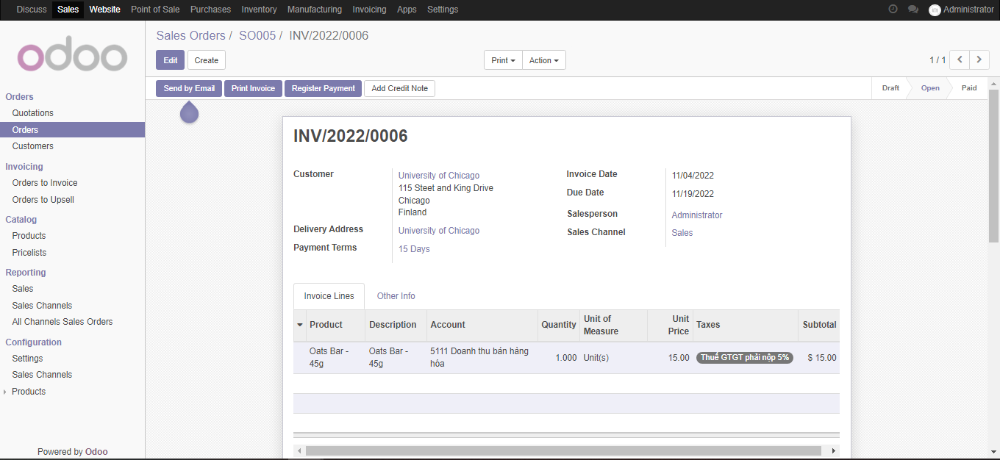 Discuss Sales Website Point of Sale Purchases Inventory Manufacturing Invoicing Apps Settings Administrator
odoo
Orders
Quotations
Orders
Customers
Invoicing
Orders to Invoice
Orders to Upsell
Catalog
Products
Pricelists
Reporting
Sales
Sales Channels
All Channels Sales Orders
Configuration
Settings
Sales Channels
Products
Powered by Odoo
Sales Orders / SO005 / INV/2022/0006
Edit Create Print Action 1 / 1
Send by Email Print Invoice Register Payment Add Credit Note Draft Open Paid
INV/2022/0006
Customer
University of Chicago
115 Steet and King Drive
Chicago
Finland
Delivery Address University of Chicago
Payment Terms 15 Days
Invoice Date 11/04/2022
Due Date 11/19/2022
Salesperson Administrator
Sales Channel Sales
Invoice Lines Other Info
Product Description Account Quantity Unit of Measure Unit Price Taxes Subtotal
Oats Bar - Oats Bar - 5111 Doanh thu bán hàng
45g 45g hóa 1.000 Unit(s) 15.00 Thuế GTGT phải nộp 5% $ 15.00